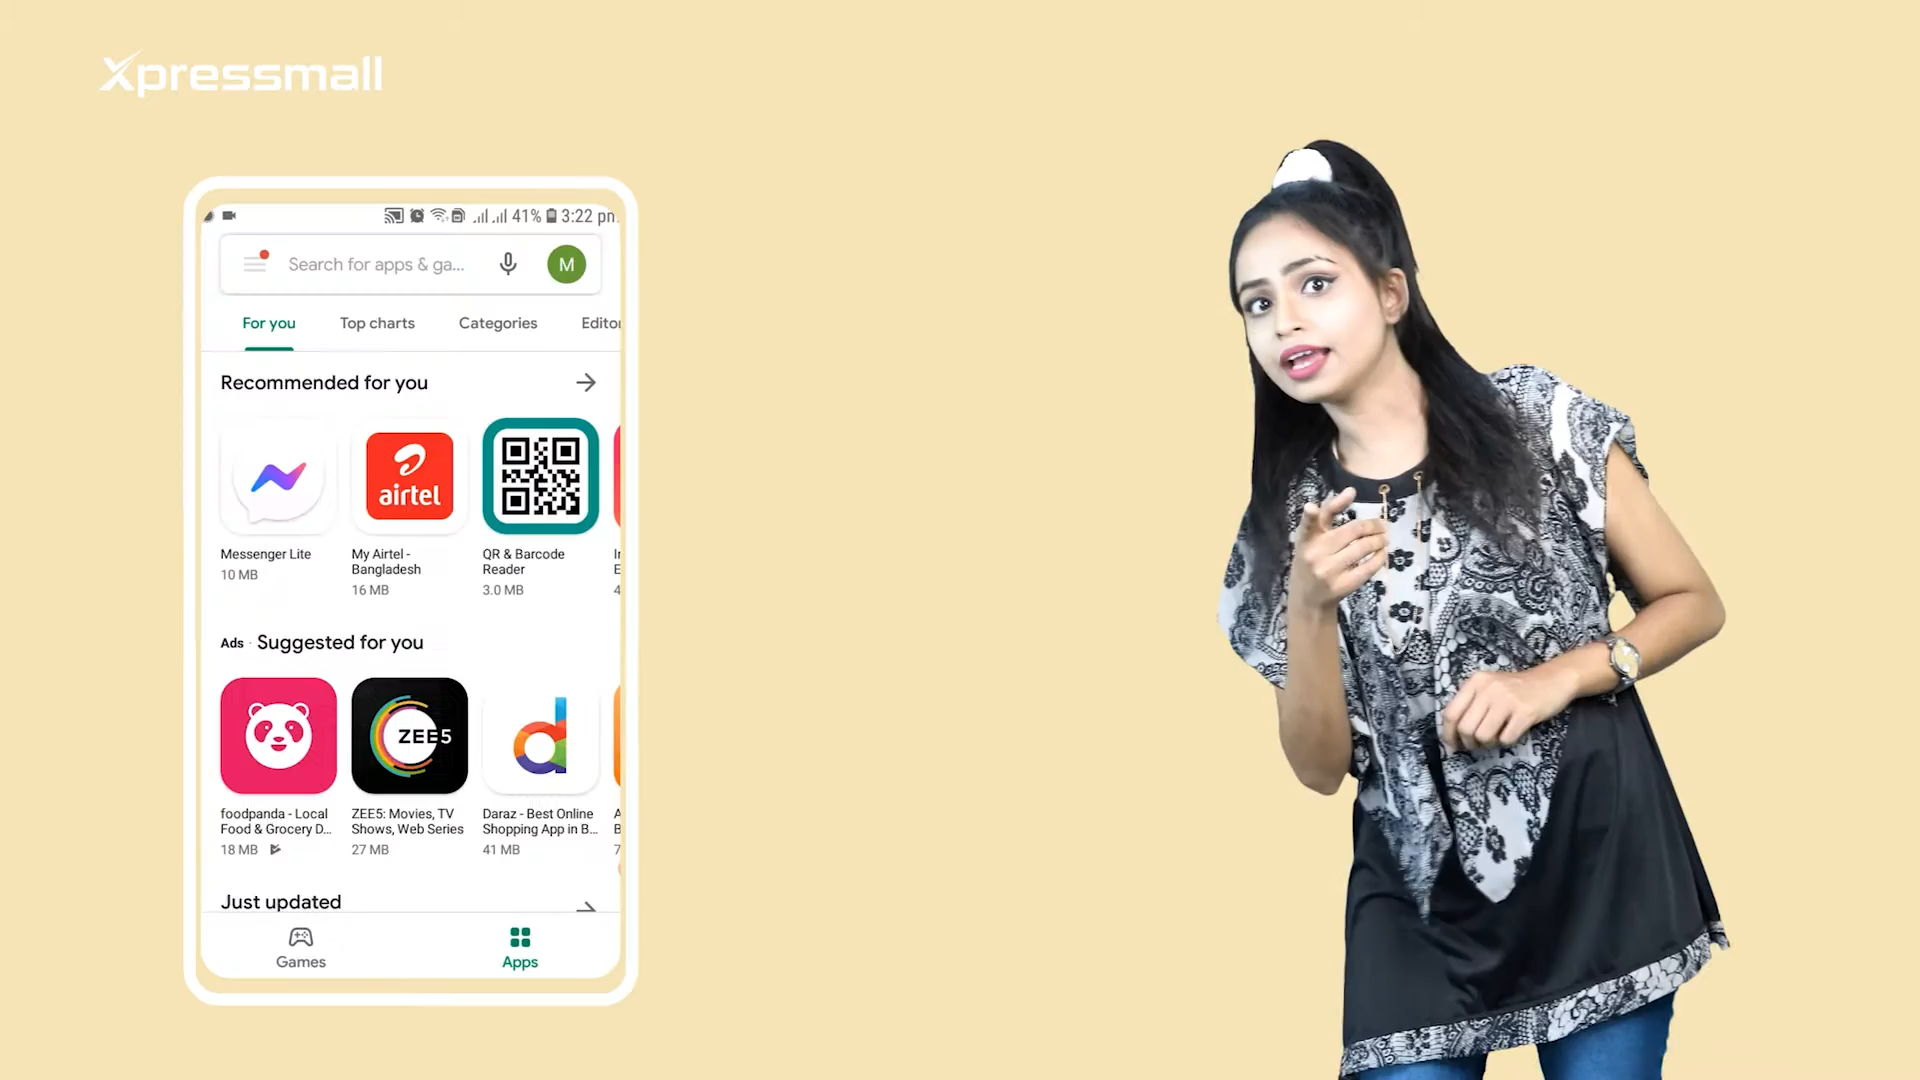 Xpressmall
41% 3:22 pm
Search for apps & ga...
M
For you Top charts Categories Editor
Recommended for you
airtel
Messenger Lite
10 MB
My Airtel -
Bangladesh
16 MB
QR & Barcode
Reader
3.0 MB
Ads · Suggested for you
ZEE5
foodpanda - Local
Food & Grocery D...
18 MB
ZEE5: Movies, TV
Shows, Web Series
27 MB
Daraz - Best Online
Shopping App in B...
41 MB
Just updated
Games
Apps